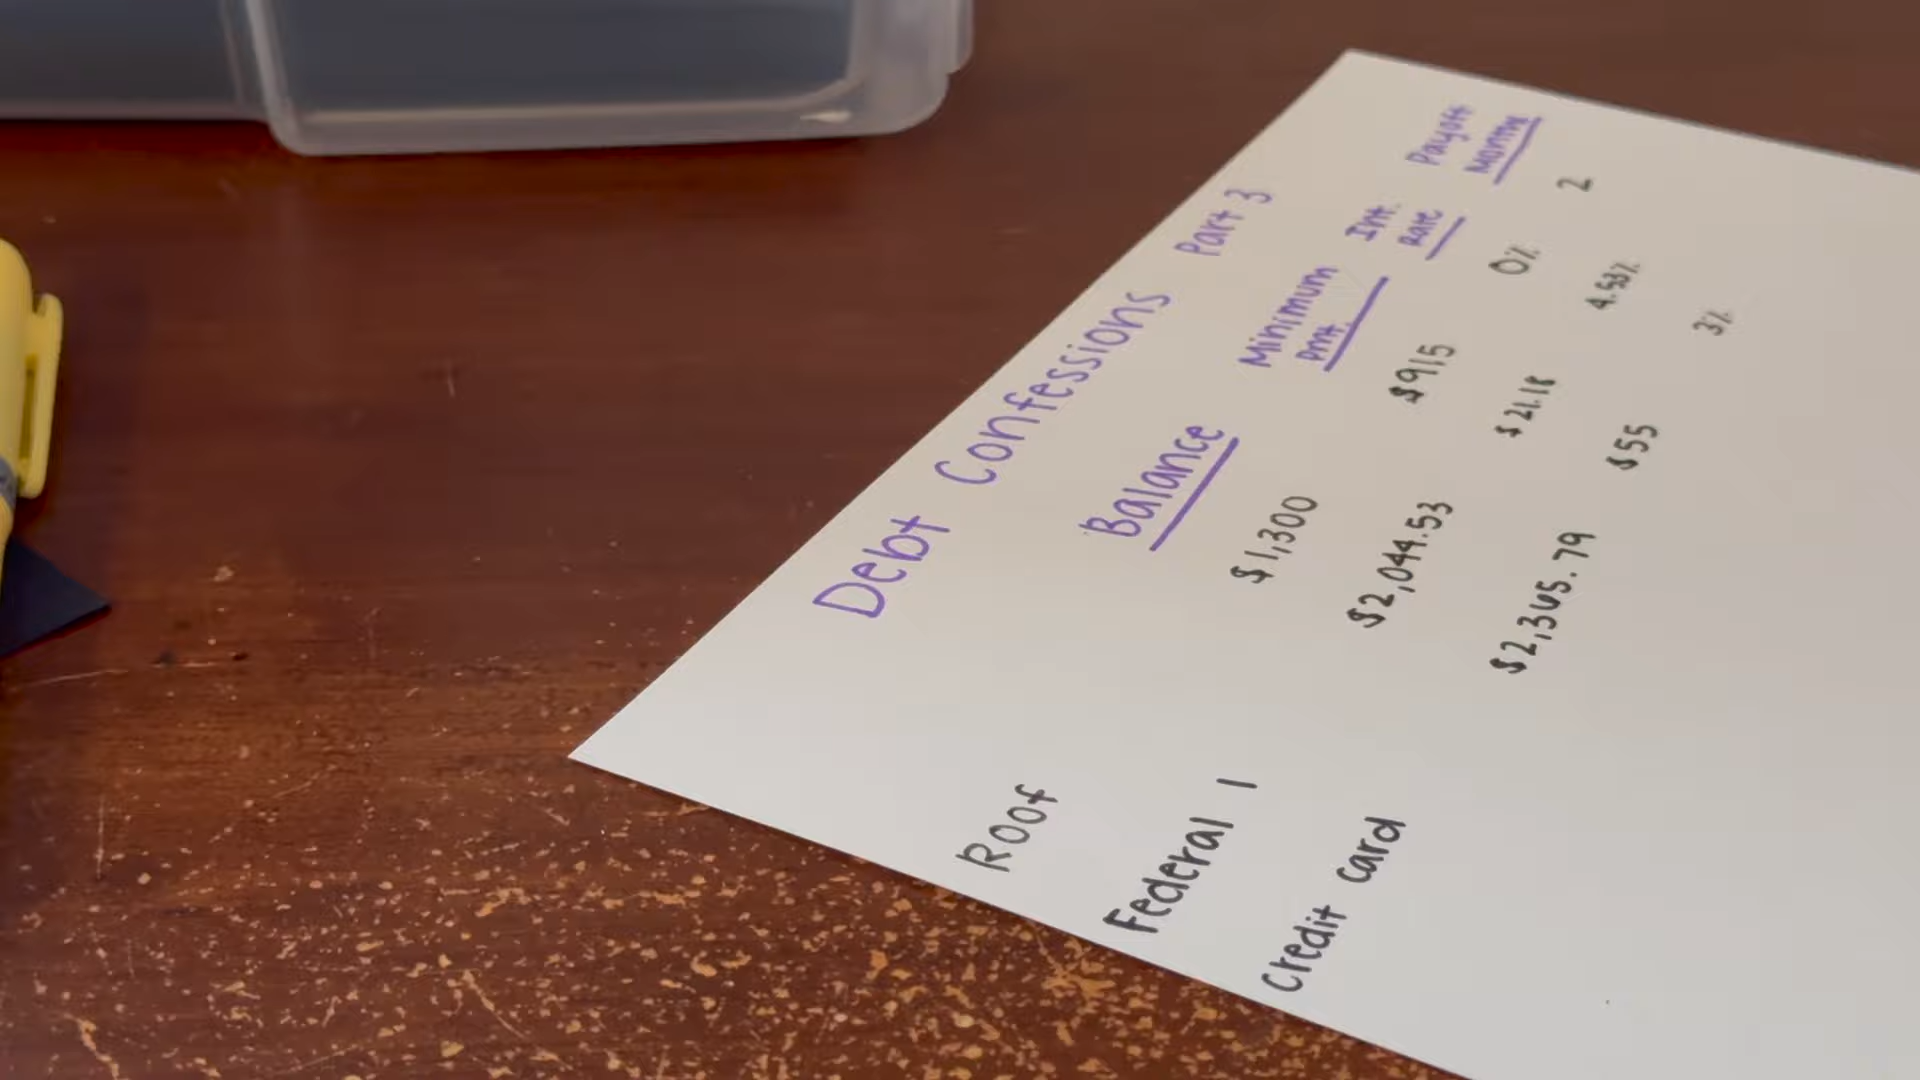 Debt Confessions Part 3
Balance Minimum Pmt. Int. Rate Payoff Months
Roof $1,300 $915 0% 2
Federal 1 $2,044.53 $21.18 4.53%
Credit Card $2,365.79 $55 3%